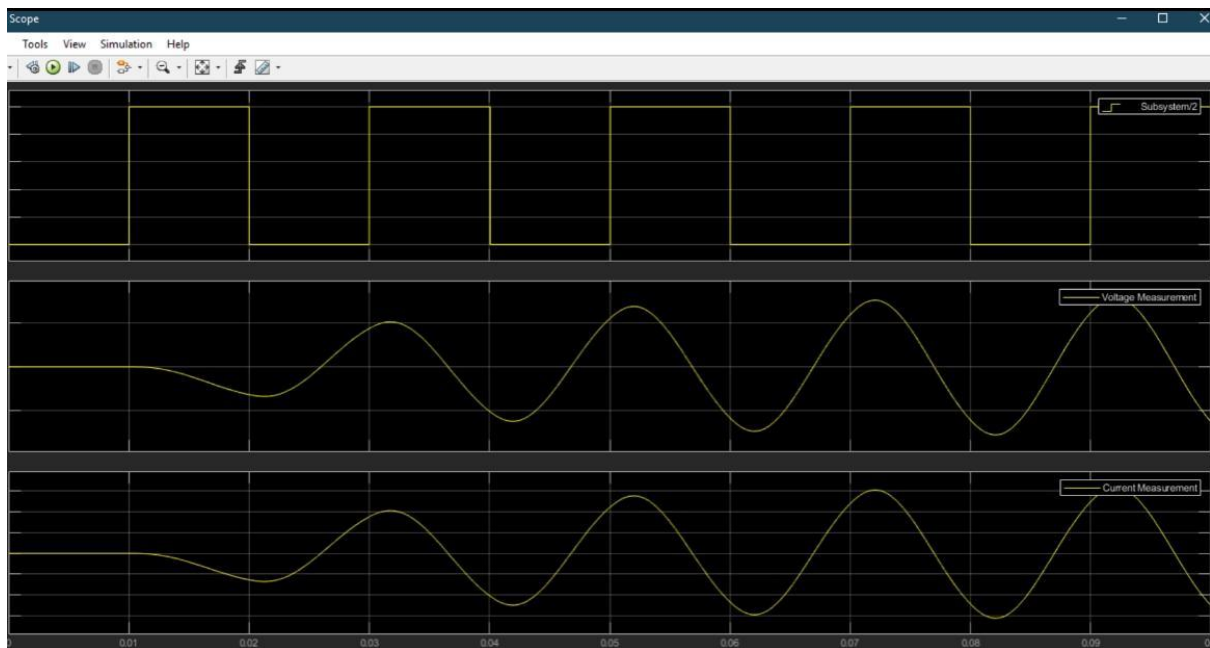 Scope
Tools View Simulation Help
Subsystem/2
Voltage Measurement
Current Measurement
0.01 0.02 0.03 0.04 0.05 0.06 0.07 0.08 0.09